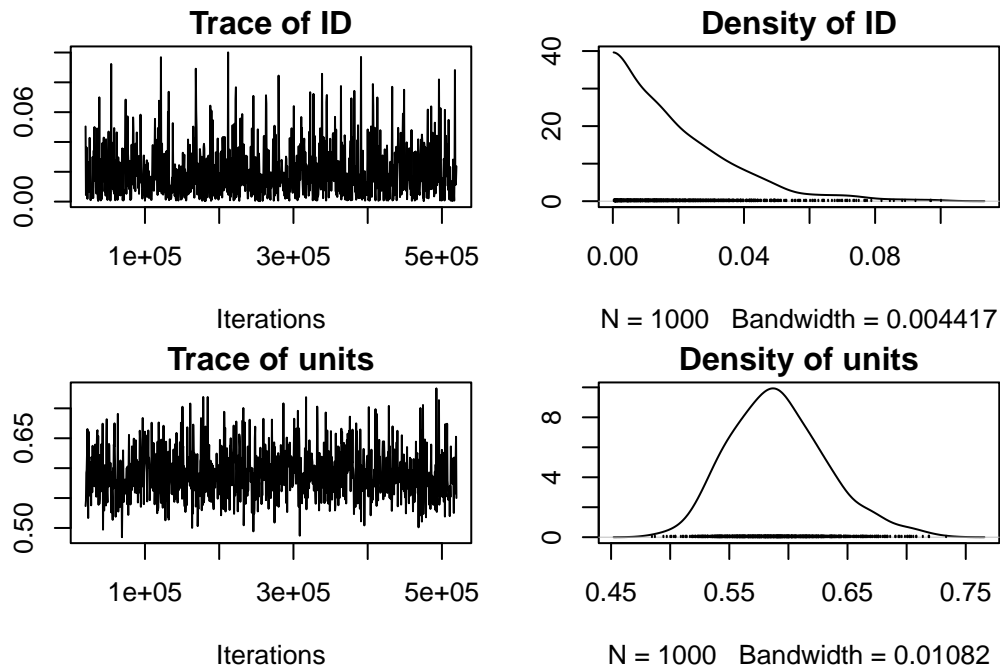 Trace of ID
0.00 0.06
1e+05 3e+05 5e+05
Iterations
Density of ID
0 20 40
0.00 0.04 0.08
N = 1000 Bandwidth = 0.004417
Trace of units
0.50 0.65
1e+05 3e+05 5e+05
Iterations
Density of units
0 4 8
0.45 0.55 0.65 0.75
N = 1000 Bandwidth = 0.01082